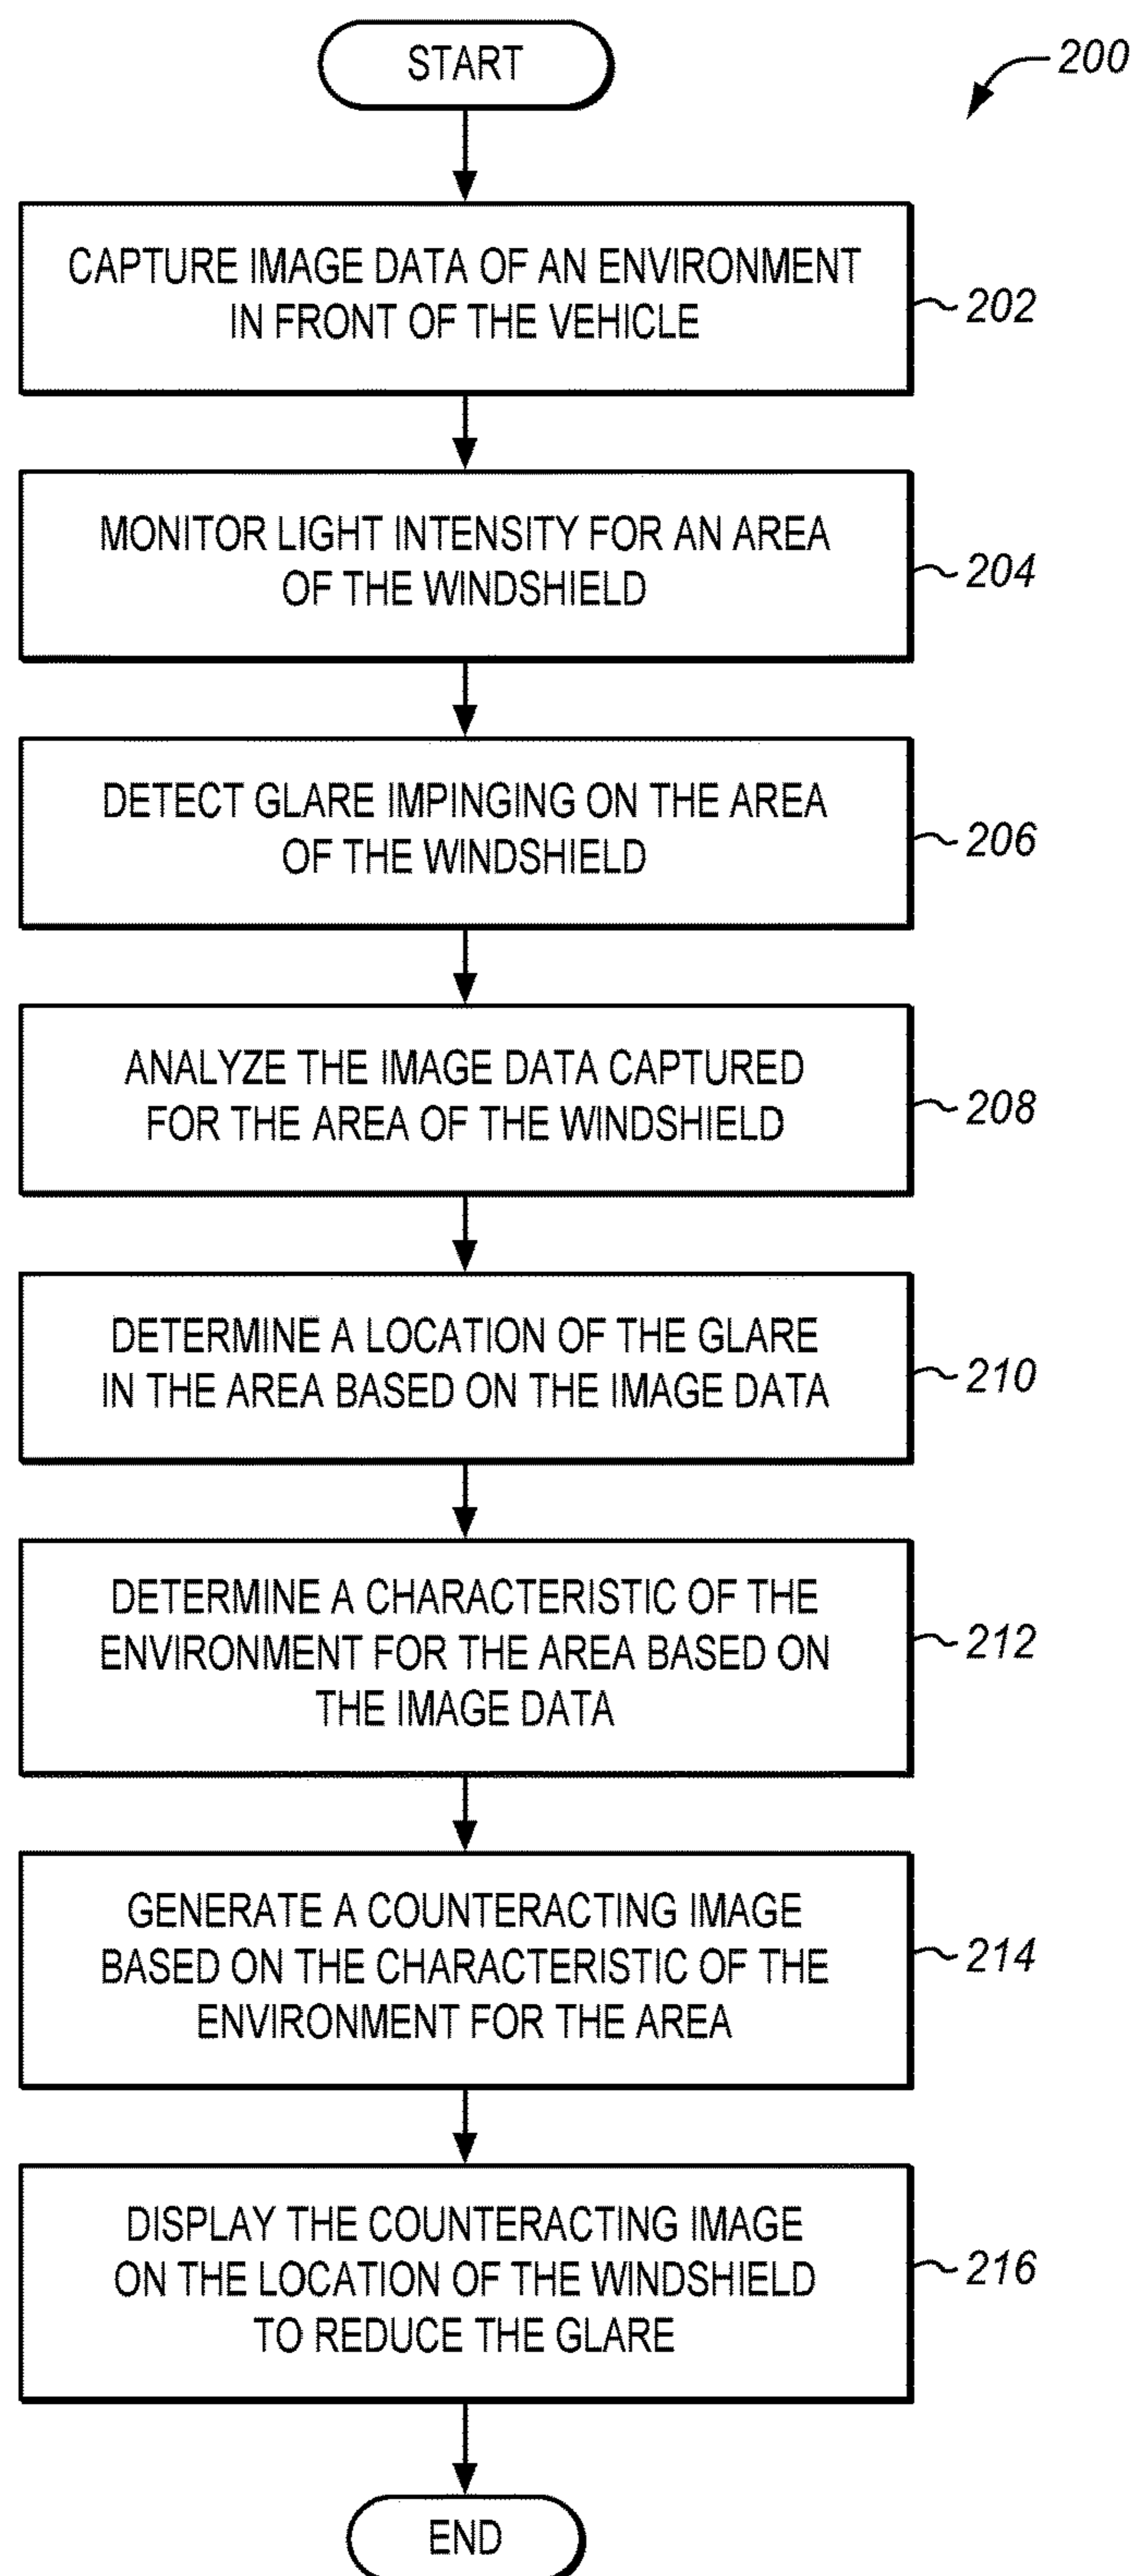 START
200
CAPTURE IMAGE DATA OF AN ENVIRONMENT
IN FRONT OF THE VEHICLE
202
MONITOR LIGHT INTENSITY FOR AN AREA
OF THE WINDSHIELD
204
DETECT GLARE IMPINGING ON THE AREA
OF THE WINDSHIELD
206
ANALYZE THE IMAGE DATA CAPTURED
FOR THE AREA OF THE WINDSHIELD
208
DETERMINE A LOCATION OF THE GLARE
IN THE AREA BASED ON THE IMAGE DATA
210
DETERMINE A CHARACTERISTIC OF THE
ENVIRONMENT FOR THE AREA BASED ON
THE IMAGE DATA
212
GENERATE A COUNTERACTING IMAGE
BASED ON THE CHARACTERISTIC OF THE
ENVIRONMENT FOR THE AREA
214
DISPLAY THE COUNTERACTING IMAGE
ON THE LOCATION OF THE WINDSHIELD
TO REDUCE THE GLARE
216
END